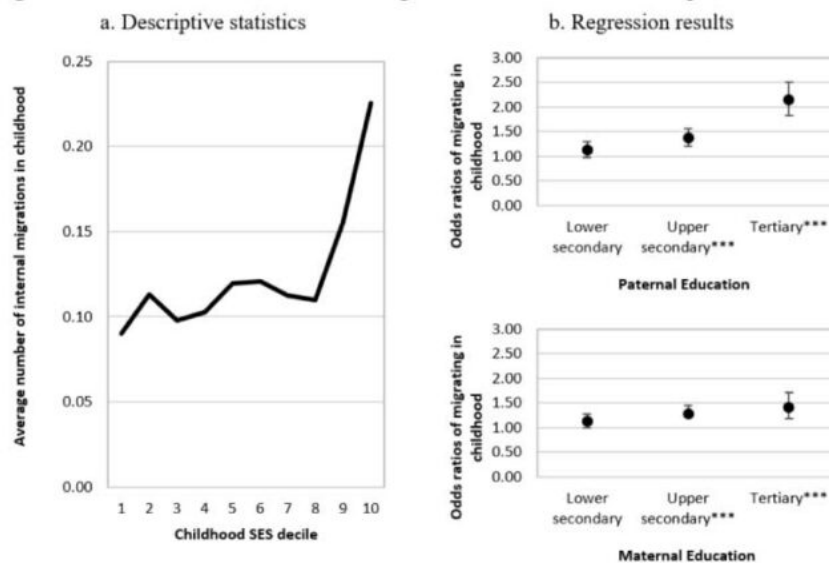 a. Descriptive statistics
Average number of internal migrations in childhood
0.25
0.20
0.15
0.10
0.05
0.00
1 2 3 4 5 6 7 8 9 10
Childhood SES decile
b. Regression results
Odds ratios of migrating in
childhood
3.00
2.50
2.00
1.50
1.00
0.50
0.00
Lower
secondary
Upper
secondary***
Tertiary***
Paternal Education
Odds ratios of migrating in
childhood
3.00
2.50
2.00
1.50
1.00
0.50
0.00
Lower
secondary
Upper
secondary***
Tertiary***
Maternal Education